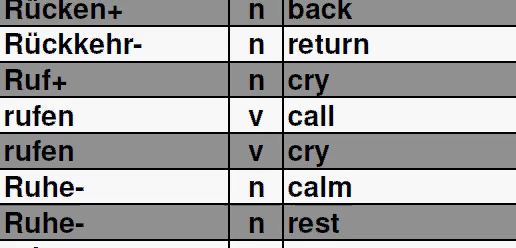 Rücken+ n back
Rückkehr- n return
Ruf+ n cry
rufen v call
rufen v cry
Ruhe- n calm
Ruhe- n rest